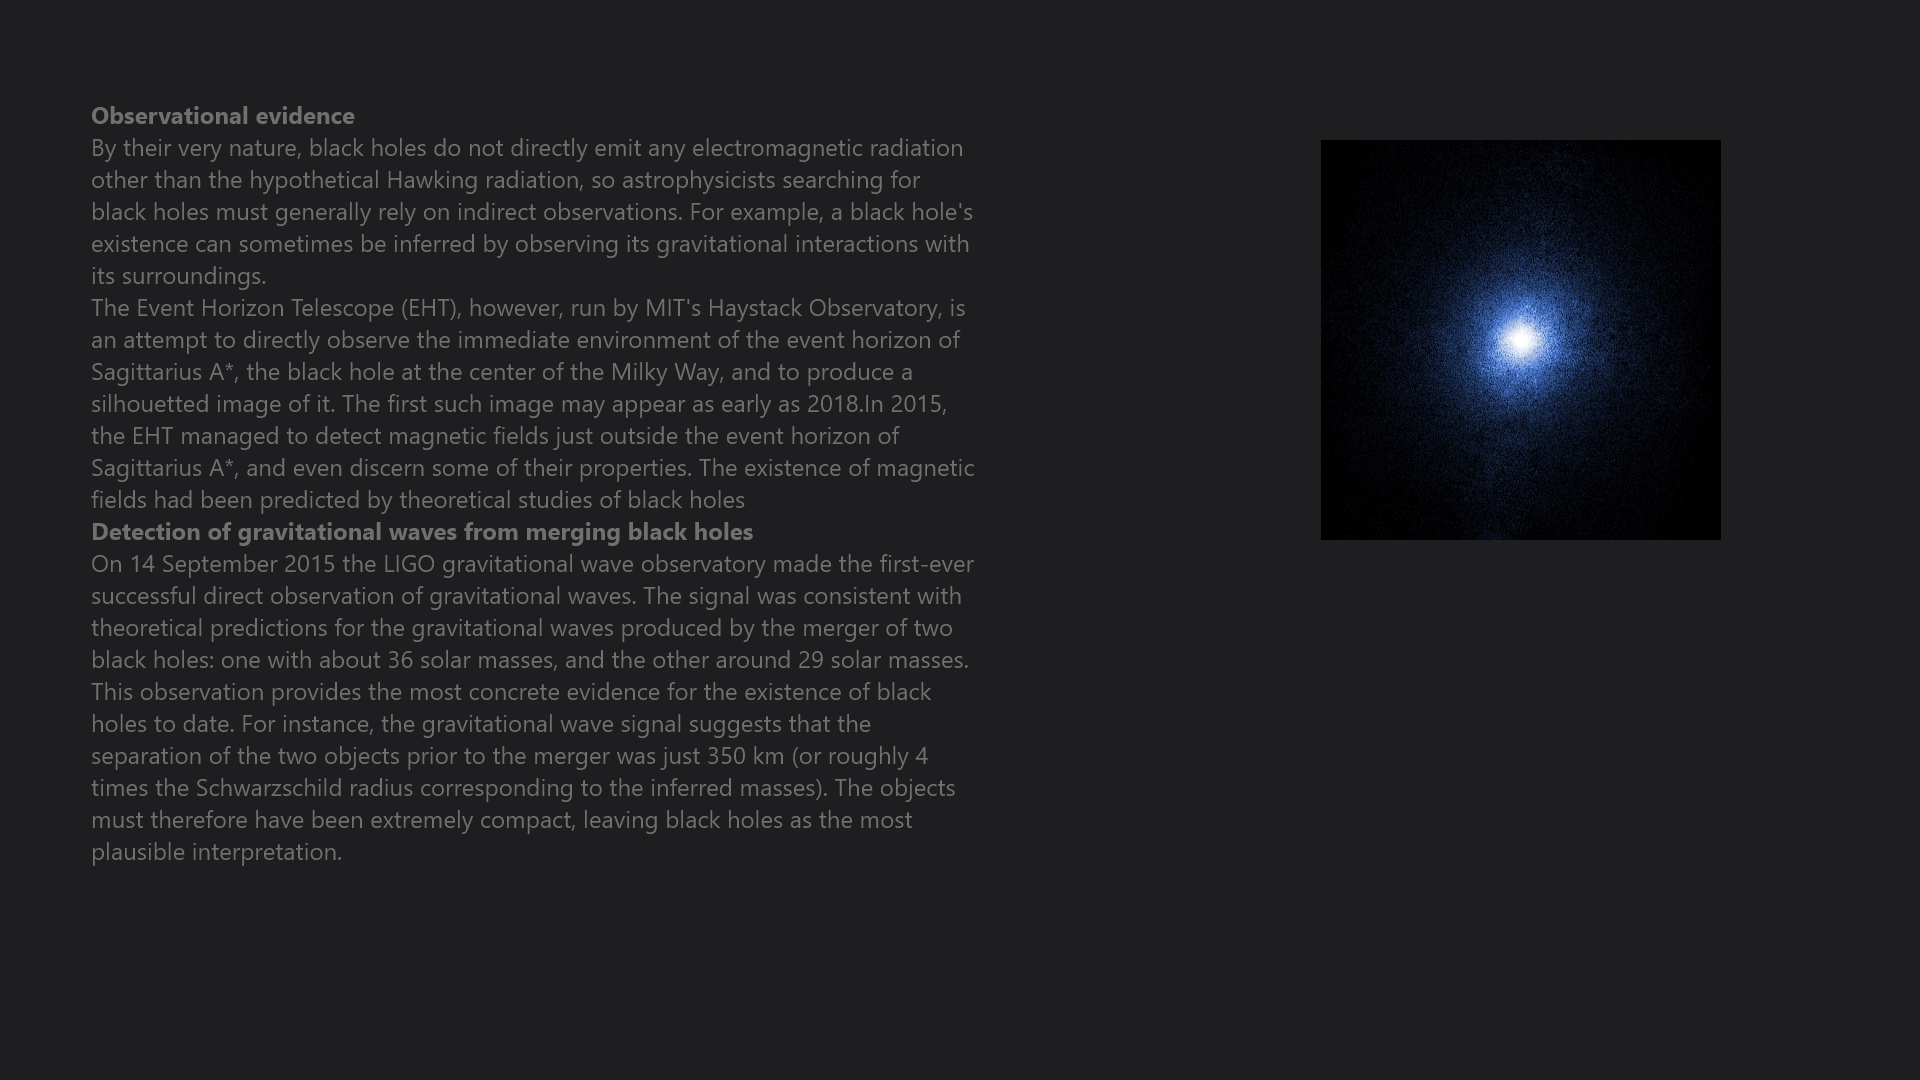 Observational evidence
By their very nature, black holes do not directly emit any electromagnetic radiation
other than the hypothetical Hawking radiation, so astrophysicists searching for
black holes must generally rely on indirect observations. For example, a black hole's
existence can sometimes be inferred by observing its gravitational interactions with
its surroundings.
The Event Horizon Telescope (EHT), however, run by MIT's Haystack Observatory, is
an attempt to directly observe the immediate environment of the event horizon of
Sagittarius A*, the black hole at the center of the Milky Way, and to produce a
silhouetted image of it. The first such image may appear as early as 2018.In 2015,
the EHT managed to detect magnetic fields just outside the event horizon of
Sagittarius A*, and even discern some of their properties. The existence of magnetic
fields had been predicted by theoretical studies of black holes
Detection of gravitational waves from merging black holes
On 14 September 2015 the LIGO gravitational wave observatory made the first-ever
successful direct observation of gravitational waves. The signal was consistent with
theoretical predictions for the gravitational waves produced by the merger of two
black holes: one with about 36 solar masses, and the other around 29 solar masses.
This observation provides the most concrete evidence for the existence of black
holes to date. For instance, the gravitational wave signal suggests that the
separation of the two objects prior to the merger was just 350 km (or roughly 4
times the Schwarzschild radius corresponding to the inferred masses). The objects
must therefore have been extremely compact, leaving black holes as the most
plausible interpretation.